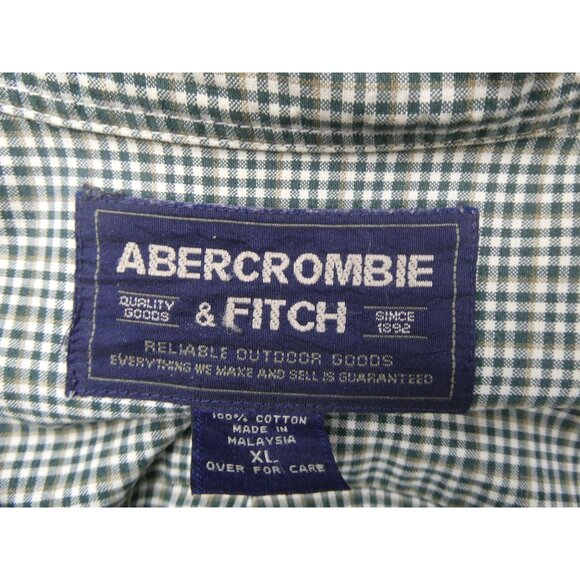 ABERCROMBIE
QUALITY GOODS & FITCH SINCE 1892
RELIABLE OUTDOOR GOODS
EVERYTHING WE MAKE AND SELL IS GUARANTEED
100% COTTON
MADE IN
MALAYSIA
XL
OVER FOR CARE